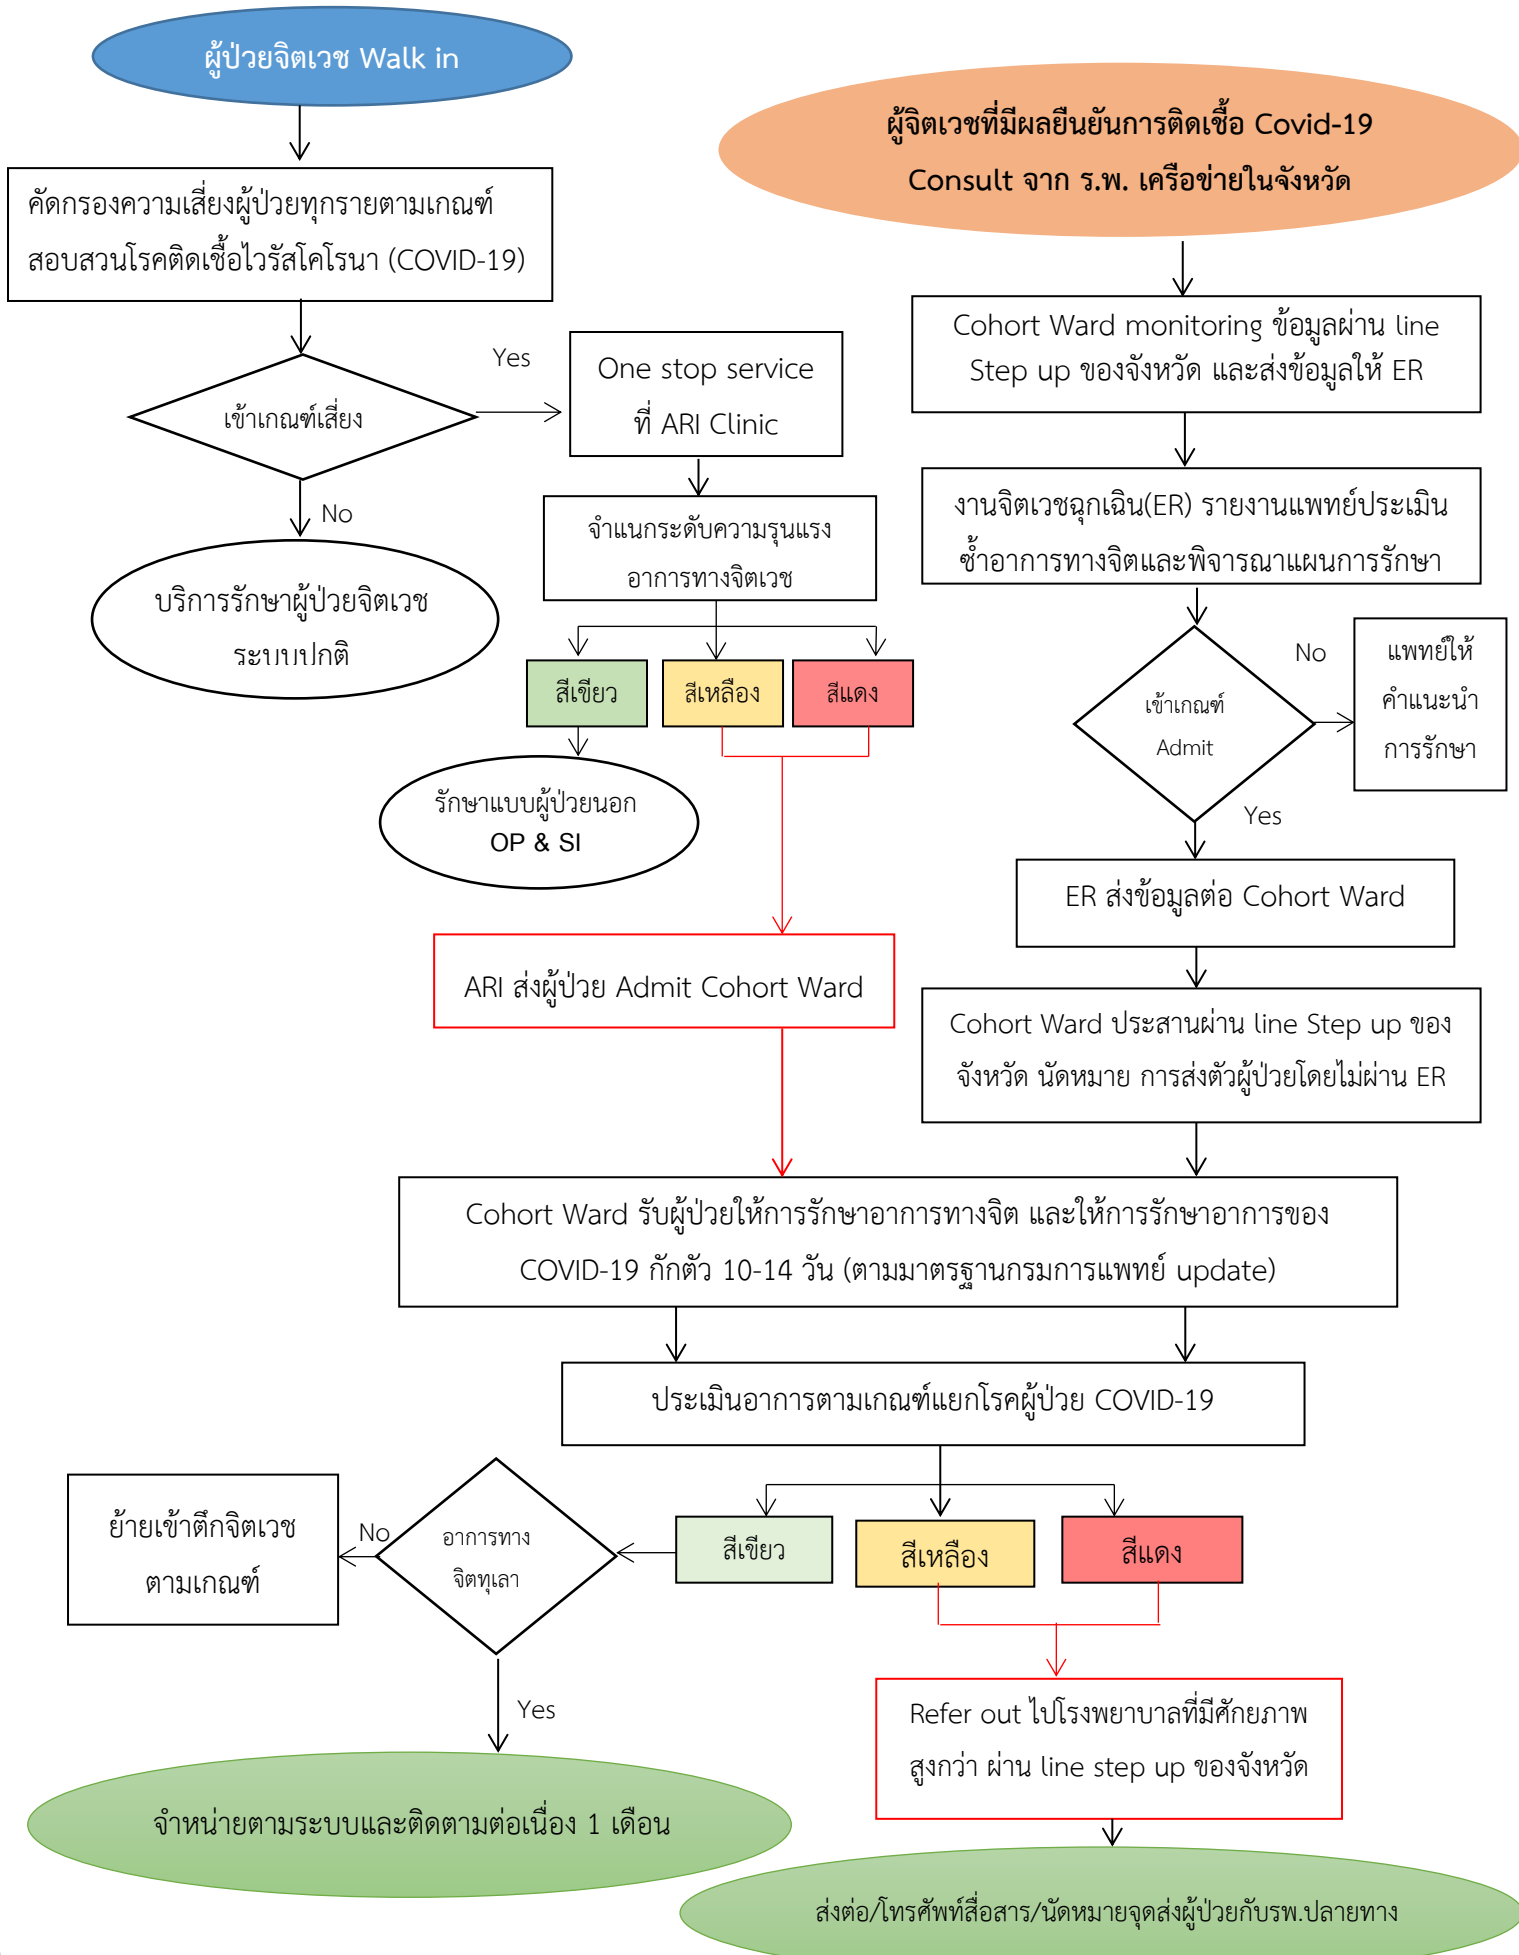 ผู้ป่วยจิตเวช Walk in
ผู้จิตเวชที่มีผลยืนยันการติดเชื้อ Covid-19
Consult จาก ร.พ. เครือข่ายในจังหวัด
คัดกรองความเสี่ยงผู้ป่วยทุกรายตามเกณฑ์
สอบสวนโรคติดเชื้อไวรัสโคโรนา (COVID-19)
เข้าเกณฑ์เสี่ยง
Yes
No
One stop service
ที่ ARI Clinic
บริการรักษาผู้ป่วยจิตเวช
ระบบปกติ
จำแนกระดับความรุนแรง
อาการทางจิตเวช
สีเขียว
สีเหลือง
สีแดง
รักษาแบบผู้ป่วยนอก
OP & SI
ARI ส่งผู้ป่วย Admit Cohort Ward
Cohort Ward monitoring ข้อมูลผ่าน line
Step up ของจังหวัด และส่งข้อมูลให้ ER
งานจิตเวชฉุกเฉิน(ER) รายงานแพทย์ประเมิน
ซ้ำอาการทางจิตและพิจารณาแผนการรักษา
เข้าเกณฑ์
Admit
No
แพทย์ให้
คำแนะนำ
การรักษา
Yes
ER ส่งข้อมูลต่อ Cohort Ward
Cohort Ward ประสานผ่าน line Step up ของ
จังหวัด นัดหมาย การส่งตัวผู้ป่วยโดยไม่ผ่าน ER
Cohort Ward รับผู้ป่วยให้การรักษาอาการทางจิต และให้การรักษาอาการของ
COVID-19 กักตัว 10-14 วัน (ตามมาตรฐานกรมการแพทย์ update)
ประเมินอาการตามเกณฑ์แยกโรคผู้ป่วย COVID-19
สีเขียว
สีเหลือง
สีแดง
อาการทาง
จิตทุเลา
No
ย้ายเข้าตึกจิตเวช
ตามเกณฑ์
Yes
จำหน่ายตามระบบและติดตามต่อเนื่อง 1 เดือน
Refer out ไปโรงพยาบาลที่มีศักยภาพ
สูงกว่า ผ่าน line step up ของจังหวัด
ส่งต่อ/โทรศัพท์สื่อสาร/นัดหมายจุดส่งผู้ป่วยกับรพ.ปลายทาง